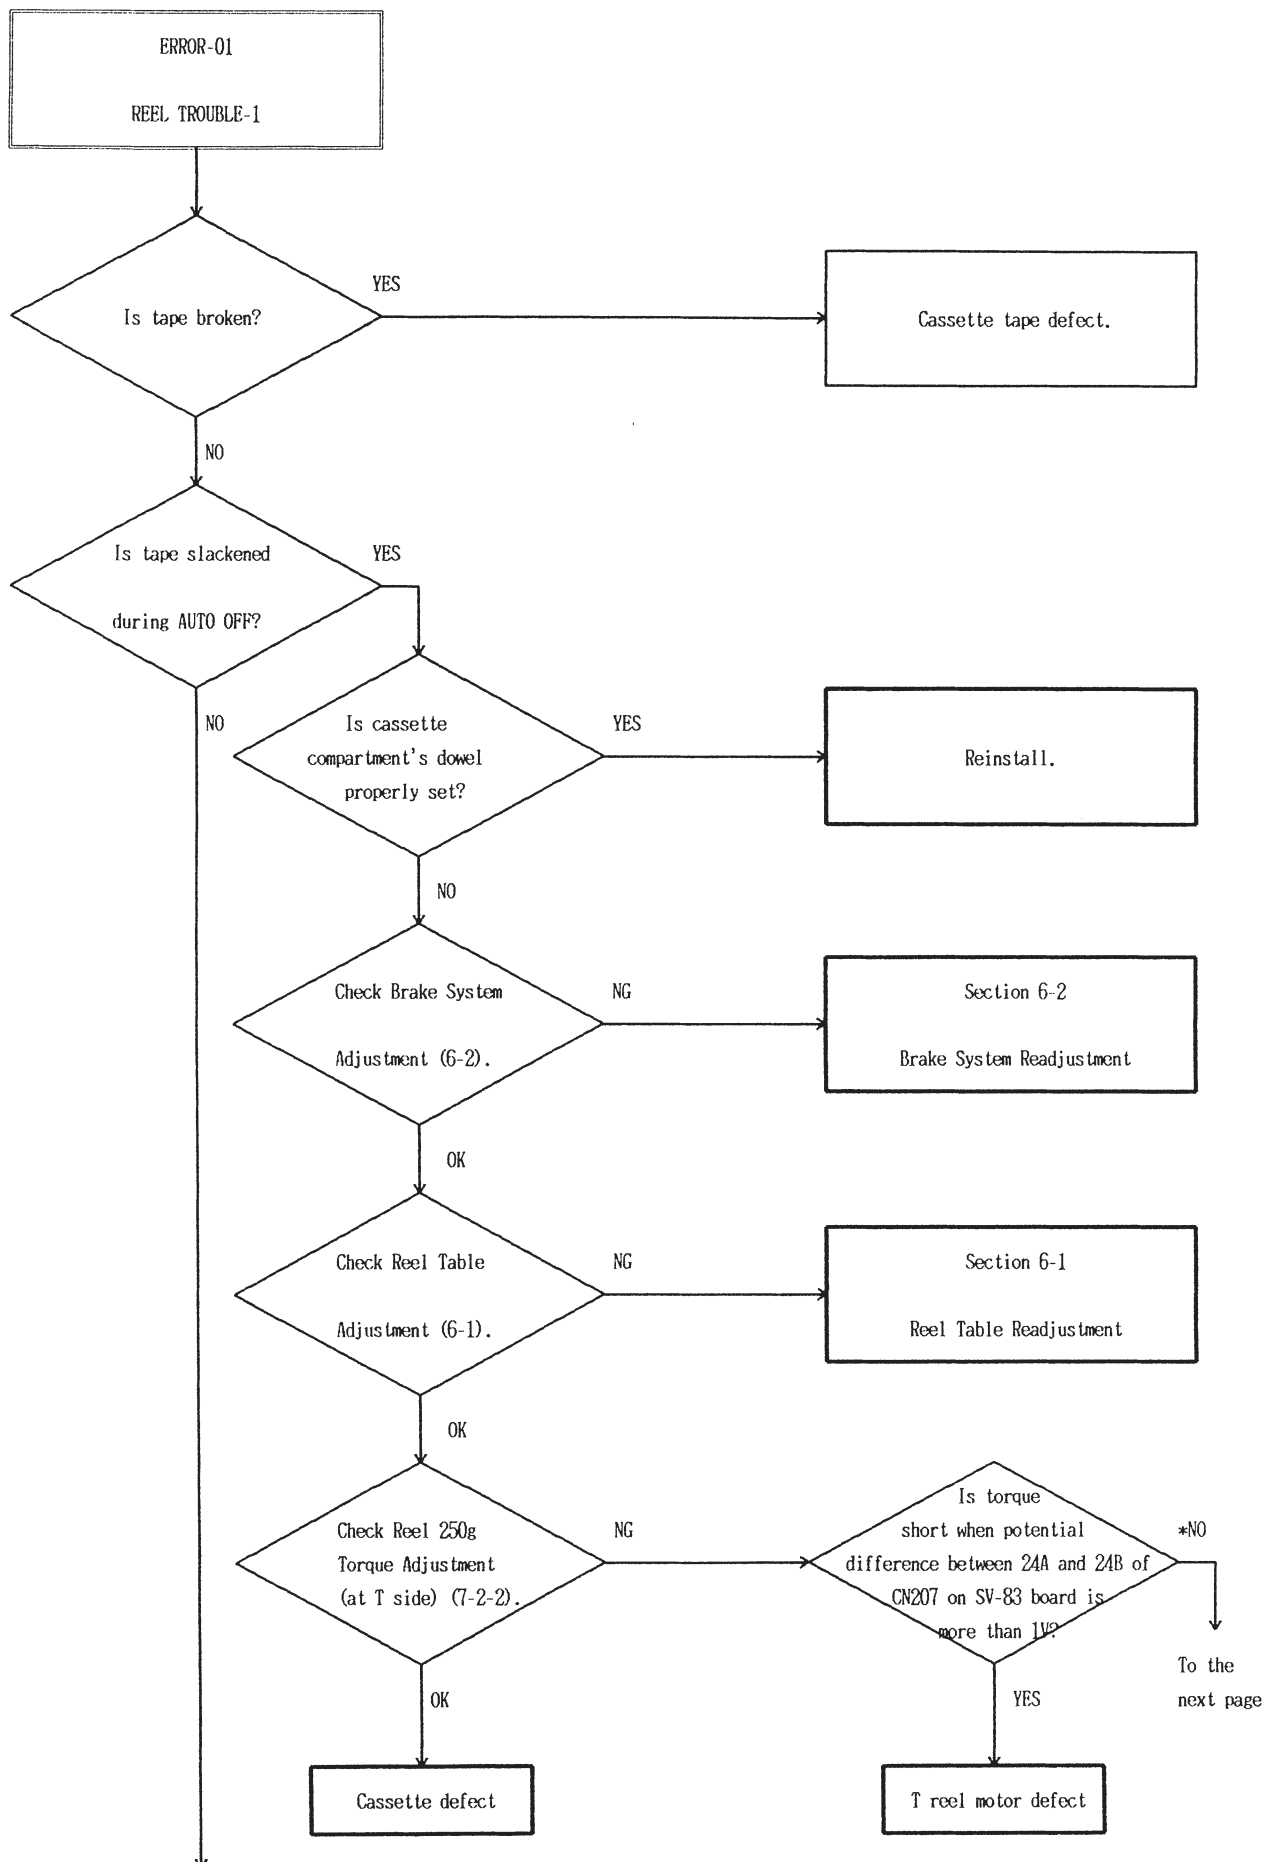 ERROR-01
REEL TROUBLE-1
Is tape broken?
YES
Cassette tape defect.
NO
Is tape slackened
during AUTO OFF?
YES
NO
Is cassette
compartment's dowel
properly set?
YES
Reinstall.
NO
Check Brake System
Adjustment (6-2).
NG
Section 6-2
Brake System Readjustment
OK
Check Reel Table
Adjustment (6-1).
NG
Section 6-1
Reel Table Readjustment
OK
Check Reel 250g
Torque Adjustment
(at T side) (7-2-2).
NG
Is torque
short when potential
difference between 24A and 24B of
CN207 on SV-83 board is
more than 1V?
*NO
To the
next page
OK
YES
Cassette defect
T reel motor defect